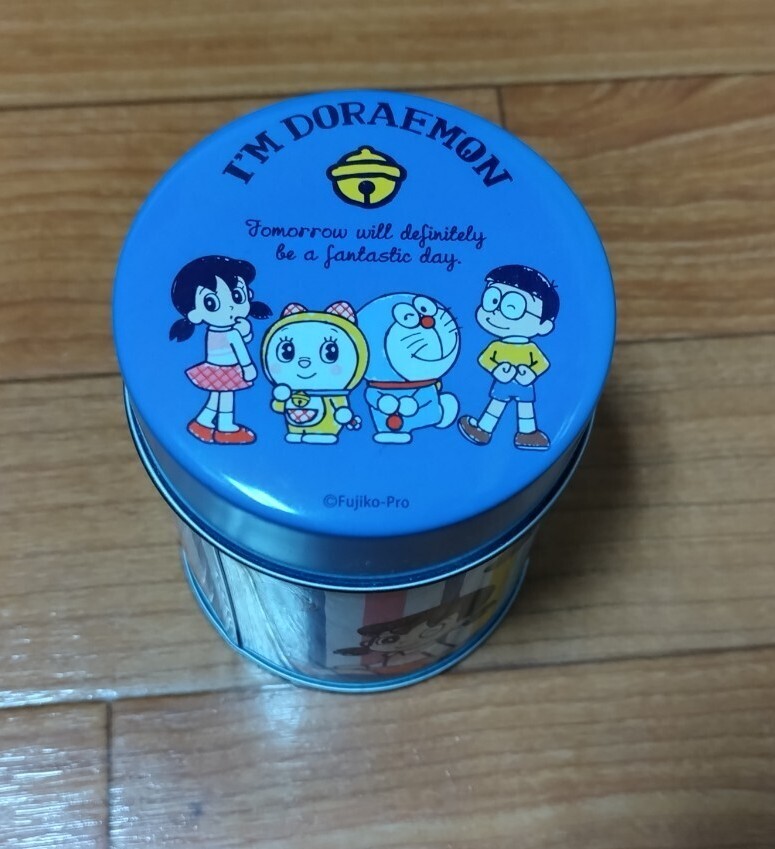 I'M DORAEMON
Tomorrow will definitely
be a fantastic day.
©Fujiko-Pro